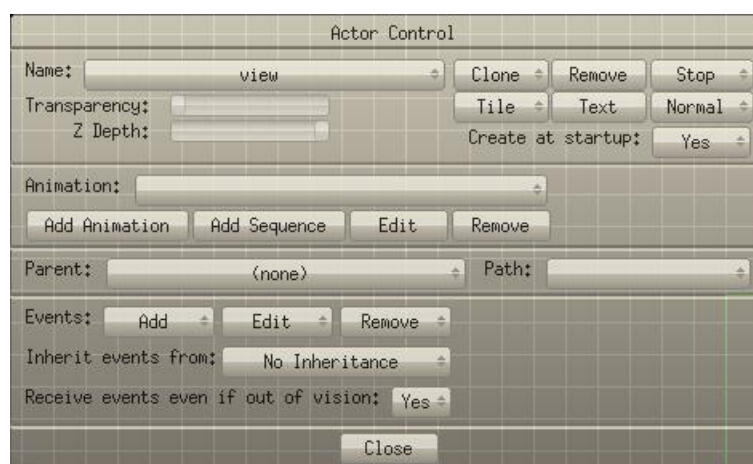 Actor Control
Name: view Clone Remove Stop
Transparency: Tile Text Normal
Z Depth: Create at startup: Yes
Animation:
Add Animation Add Sequence Edit Remove
Parent: (none) Path:
Events: Add Edit Remove
Inherit events from: No Inheritance
Receive events even if out of vision: Yes
Close